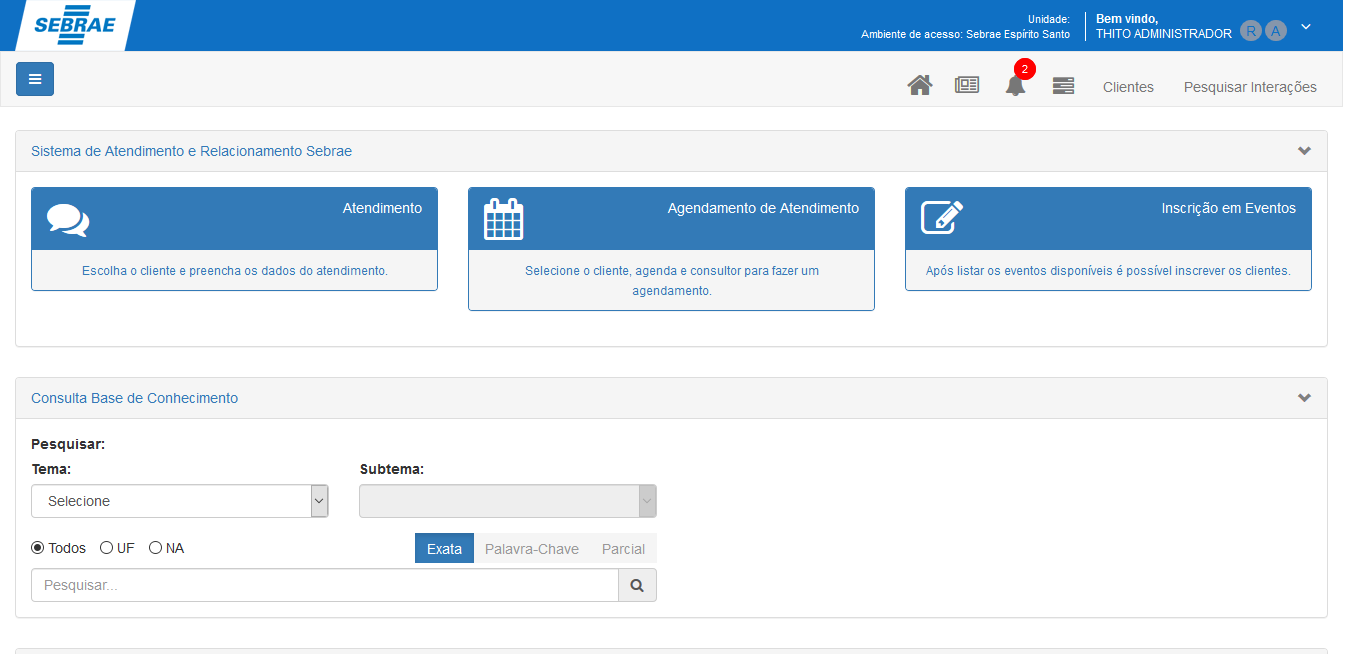 SEBRAE
Unidade:
Ambiente de acesso: Sebrae Espírito Santo
Bem vindo,
THITO ADMINISTRADOR
R A
2
Clientes
Pesquisar Interações
Sistema de Atendimento e Relacionamento Sebrae
Atendimento
Escolha o cliente e preencha os dados do atendimento.
Agendamento de Atendimento
Selecione o cliente, agenda e consultor para fazer um
agendamento.
Inscrição em Eventos
Após listar os eventos disponíveis é possível inscrever os clientes.
Consulta Base de Conhecimento
Pesquisar:
Tema:
Subtema:
Selecione
Todos UF NA
Exata Palavra-Chave Parcial
Pesquisar...